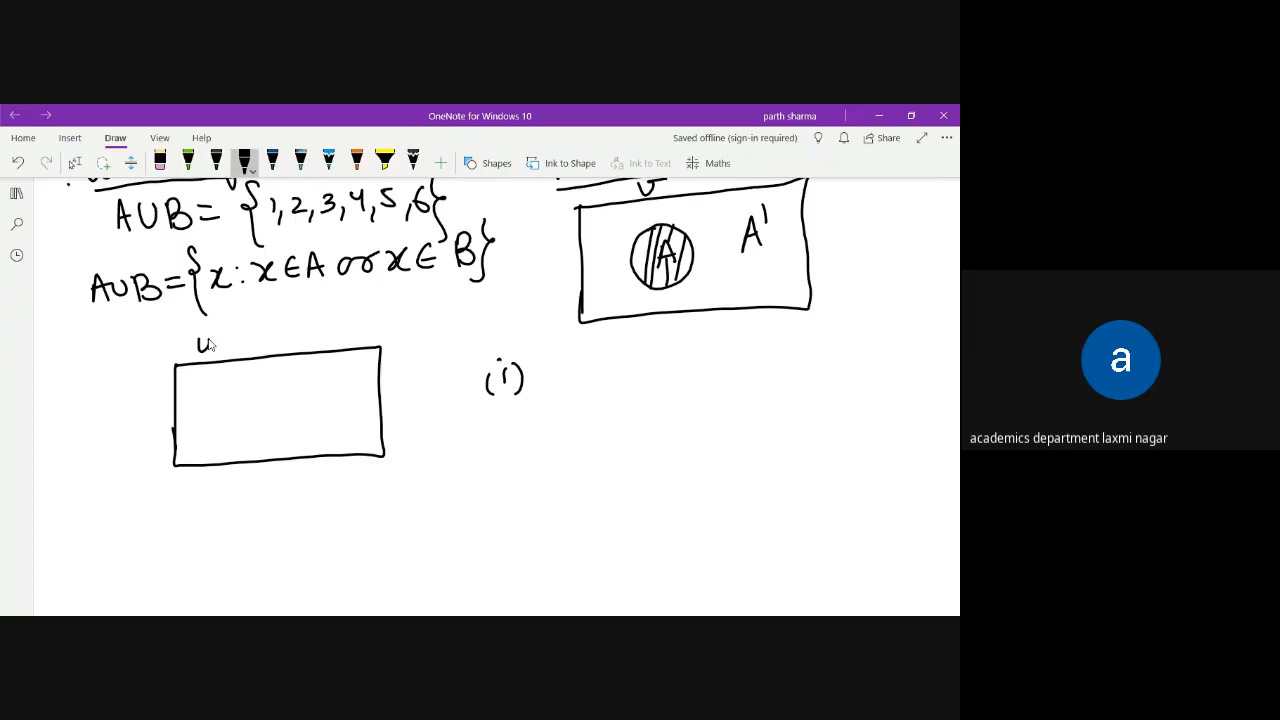 OneNote for Windows 10
parth sharma
Home Insert Draw View Help
Saved offline (sign-in required)
Share
Shapes
Ink to Shape
Ink to Text
Maths
A∪B= {1,2,3,4,5,6}
A∪B={x:x∈A or x∈B}
U
A
A'
U
(i)
a
academics department laxmi nagar